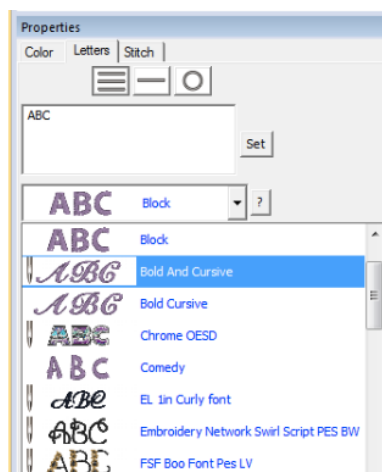 Properties
Color Letters Stitch
ABC
Set
ABC Block ?
ABC Block
ABC Bold And Cursive
ABC Bold Cursive
ABC Chrome OESD
ABC Comedy
ABC EL 1in Curly font
ABC Embroidery Network Swirl Script PES BW
ABC FSF Boo Font Pes LV